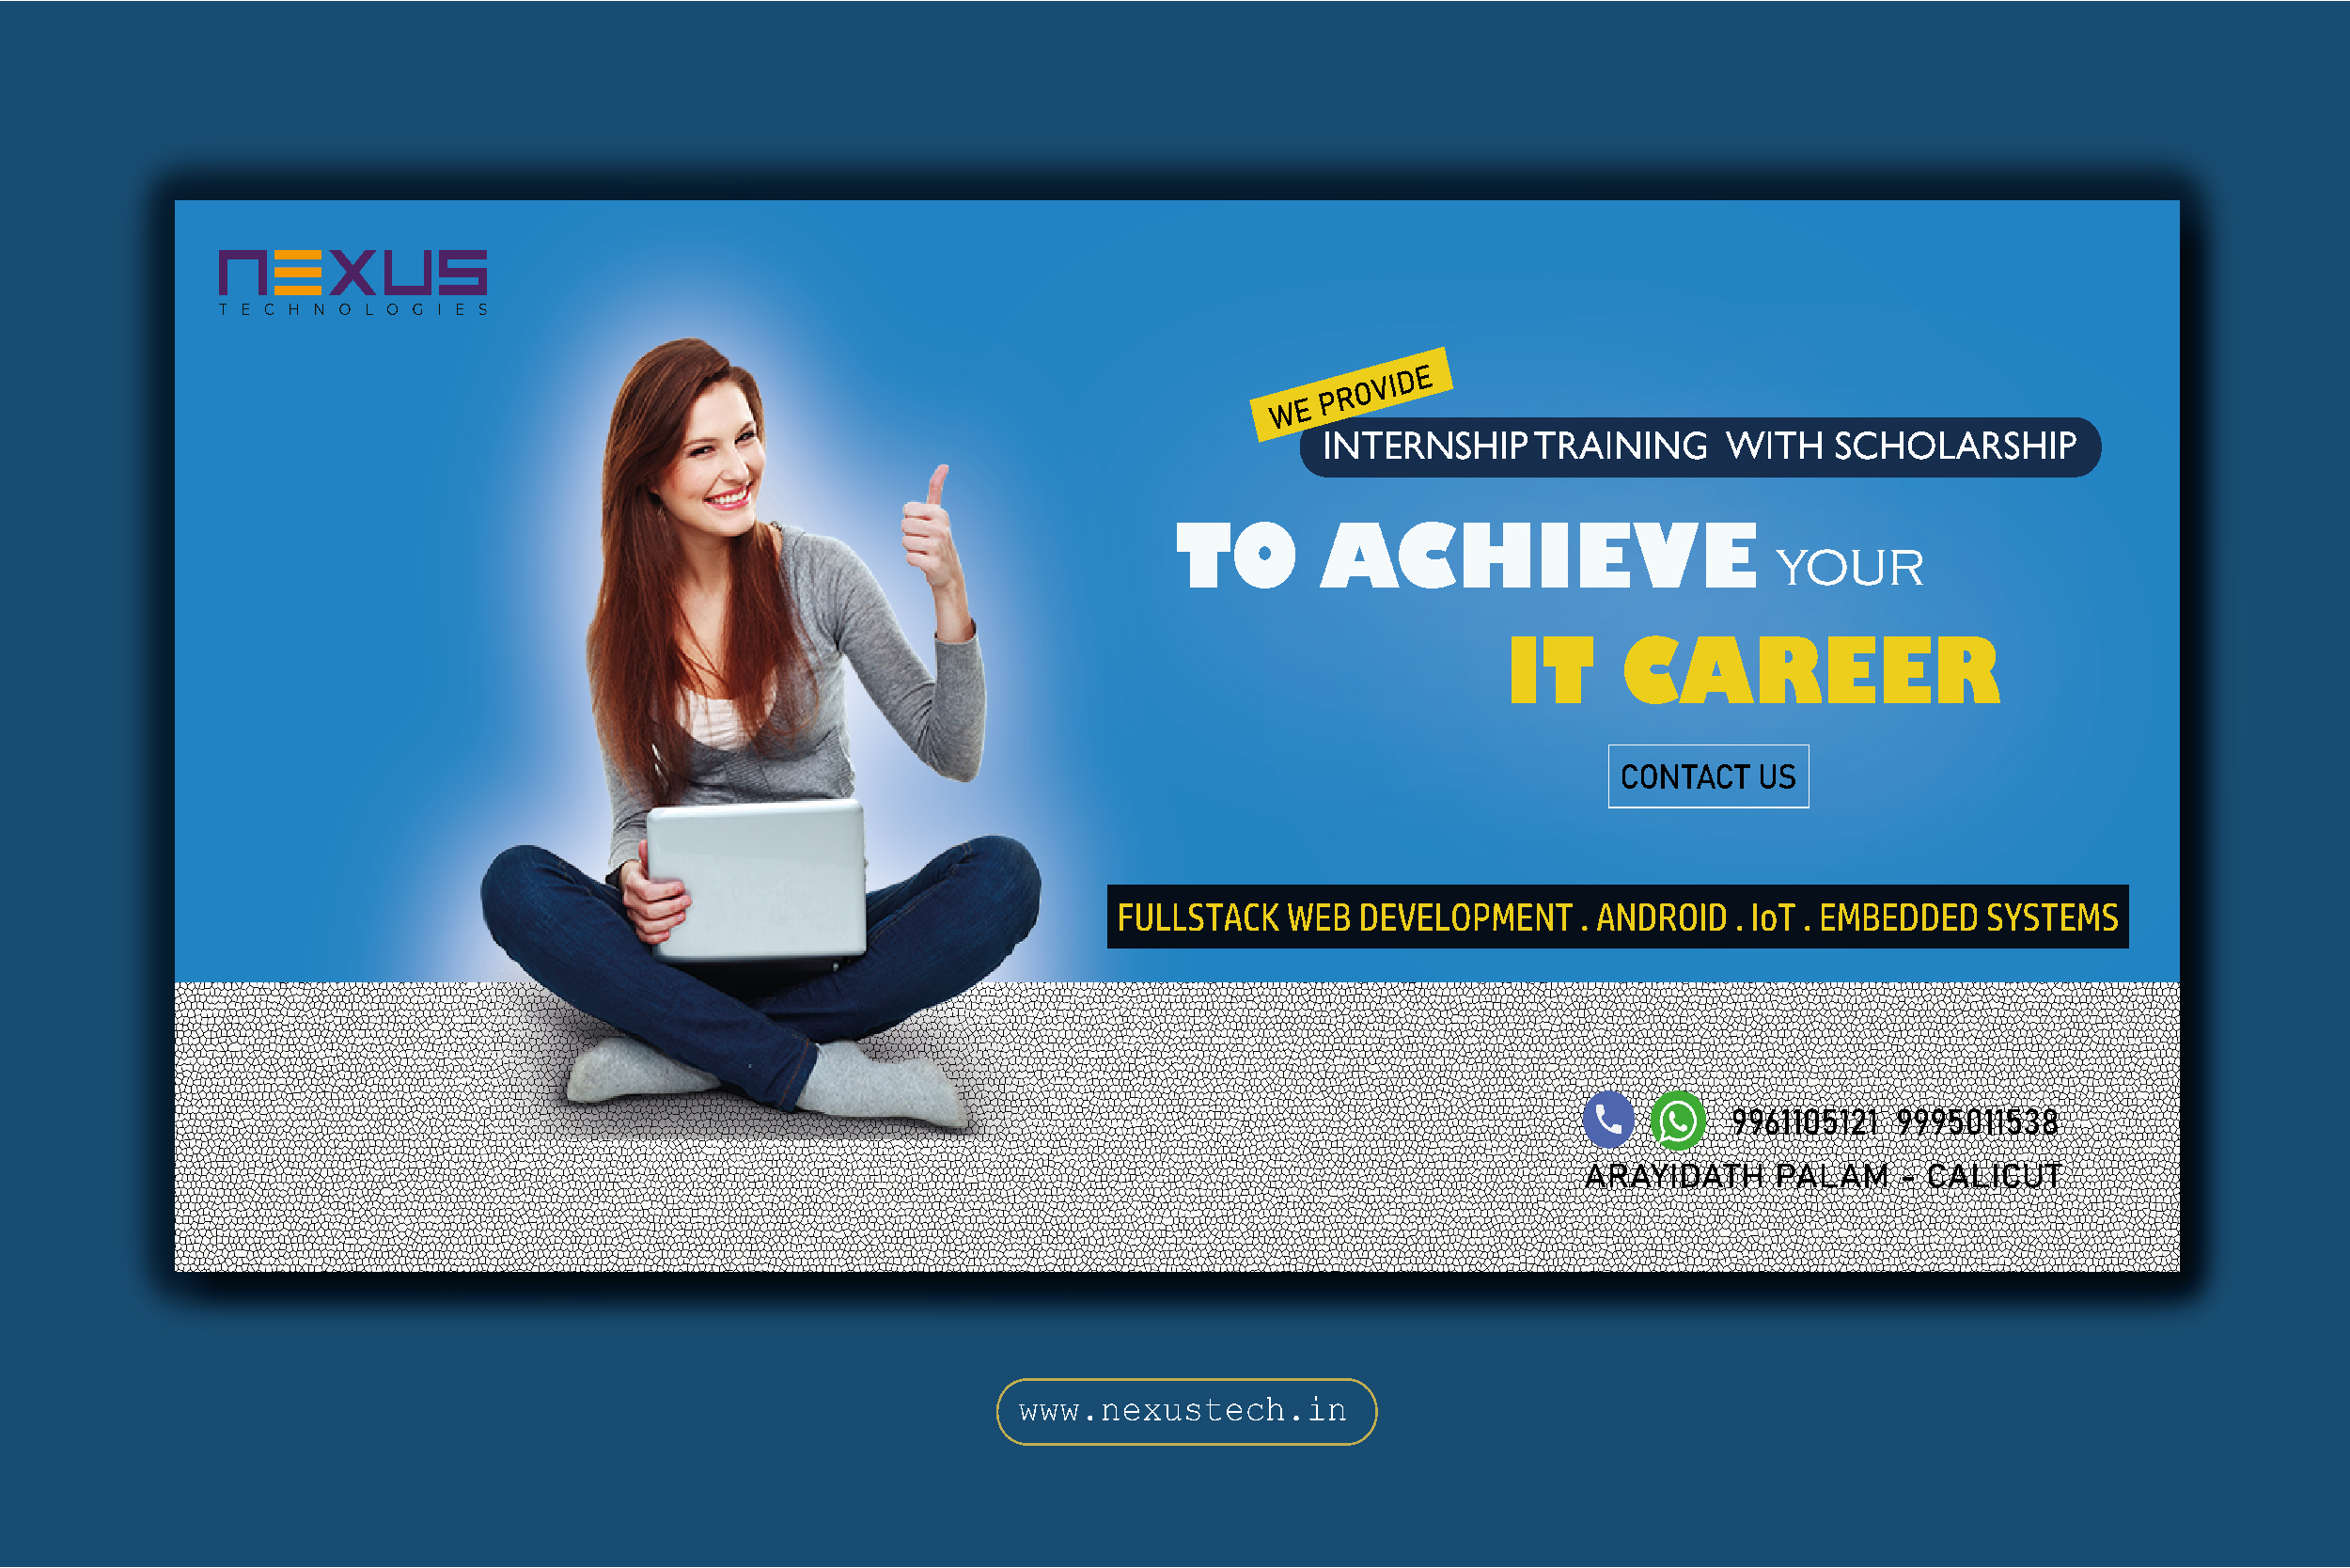 NEXUS
TECHNOLOGIES
WE PROVIDE
INTERNSHIP TRAINING WITH SCHOLARSHIP
TO ACHIEVE YOUR
IT CAREER
CONTACT US
FULLSTACK WEB DEVELOPMENT . ANDROID . IoT . EMBEDDED SYSTEMS
9961105121 9995011538
ARAYIDATH PALAM - CALICUT
www.nexustech.in